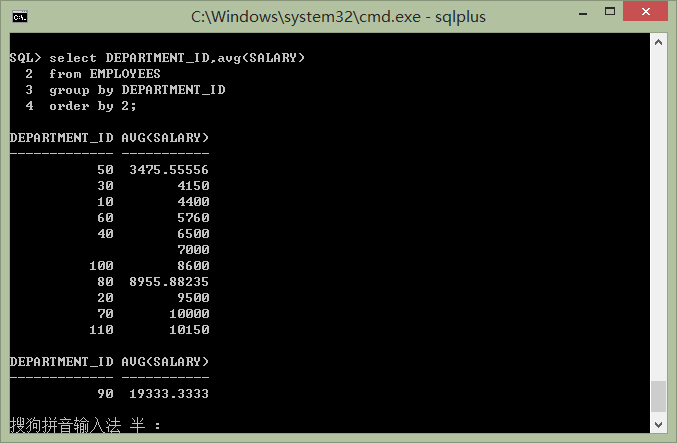 C:\Windows\system32\cmd.exe - sqlplus
SQL> select DEPARTMENT_ID,avg(SALARY)
2 from EMPLOYEES
3 group by DEPARTMENT_ID
4 order by 2;
DEPARTMENT_ID AVG(SALARY)
------------- -----------
50 3475.55556
30 4150
10 4400
60 5760
40 6500
7000
100 8600
80 8955.88235
20 9500
70 10000
110 10150
DEPARTMENT_ID AVG(SALARY)
------------- -----------
90 19333.3333
搜狗拼音输入法 半 :